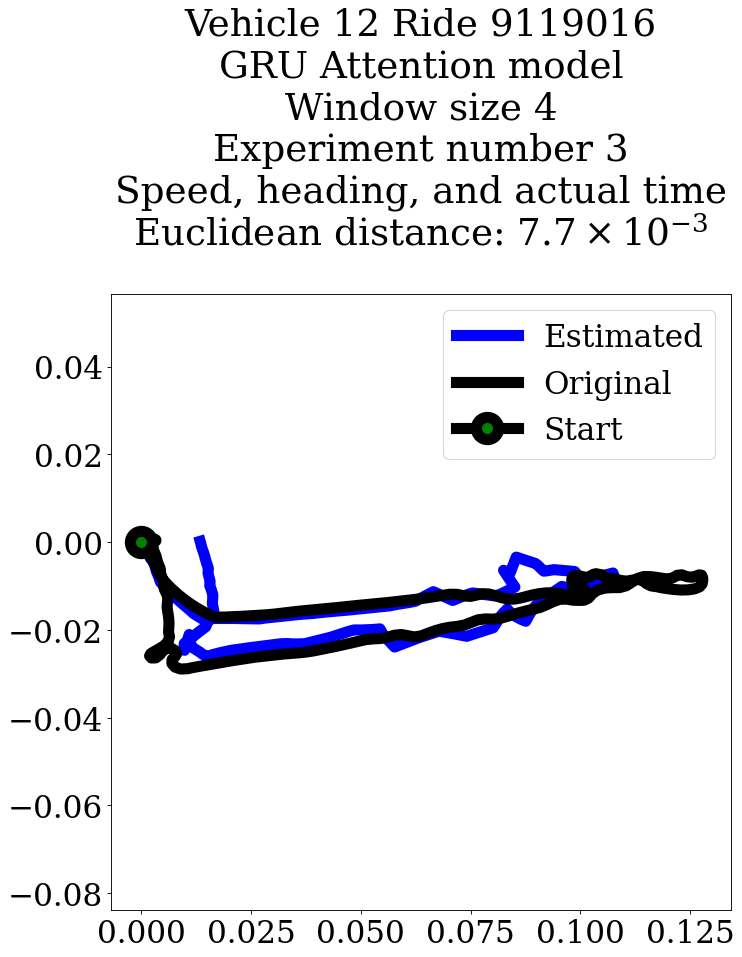 Vehicle 12 Ride 9119016
GRU Attention model
Window size 4
Experiment number 3
Speed, heading, and actual time
Euclidean distance: 7.7 × 10⁻³
Estimated
Original
Start
0.04
0.02
0.00
−0.02
−0.04
−0.06
−0.08
0.000 0.025 0.050 0.075 0.100 0.125